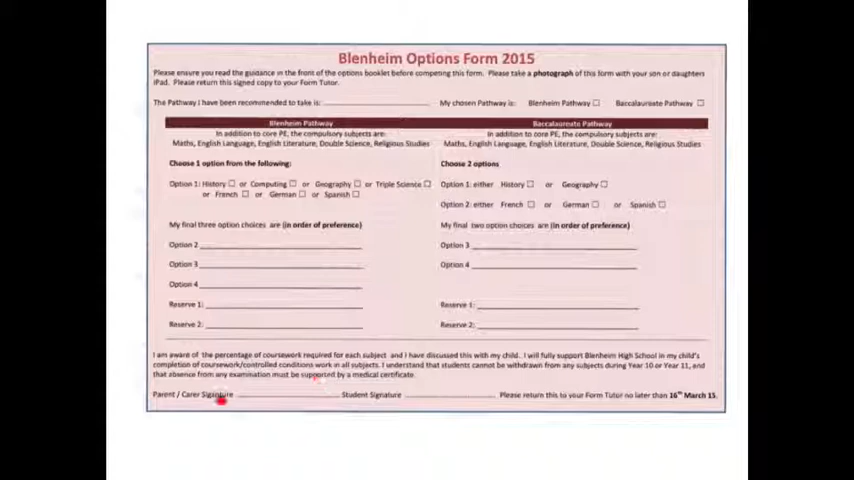 Blenheim Options Form 2015
Please ensure you read the guidance in the front of the options booklet before competing this form. Please take a photograph of this form with your son or daughters
iPad. Please return this signed copy to your Form Tutor.
The Pathway I have been recommended to take is: My chosen Pathway is: Blenheim Pathway ☐ Baccalaureate Pathway ☐
Blenheim Pathway
In addition to core PE, the compulsory subjects are:
Maths, English Language, English Literature, Double Science, Religious Studies
Choose 1 option from the following:
Option 1: History ☐ or Computing ☐ or Geography ☐ or Triple Science ☐
or French ☐ or German ☐ or Spanish ☐
My final three option choices are (in order of preference)
Option 2
Option 3
Option 4
Reserve 1:
Reserve 2:
Baccalaureate Pathway
In addition to core PE, the compulsory subjects are:
Maths, English Language, English Literature, Double Science, Religious Studies
Choose 2 options
Option 1: either History ☐ or Geography ☐
Option 2: either French ☐ or German ☐ or Spanish ☐
My final two option choices are (in order of preference)
Option 3
Option 4
Reserve 1:
Reserve 2:
I am aware of the percentage of coursework required for each subject and I have discussed this with my child. I will fully support Blenheim High School in my child's
completion of coursework/controlled conditions work in all subjects. I understand that students cannot be withdrawn from any subjects during Year 10 or Year 11, and
that absence from any examination must be supported by a medical certificate.
Parent / Carer Signature Student Signature Please return this to your Form Tutor no later than 16th March 15.